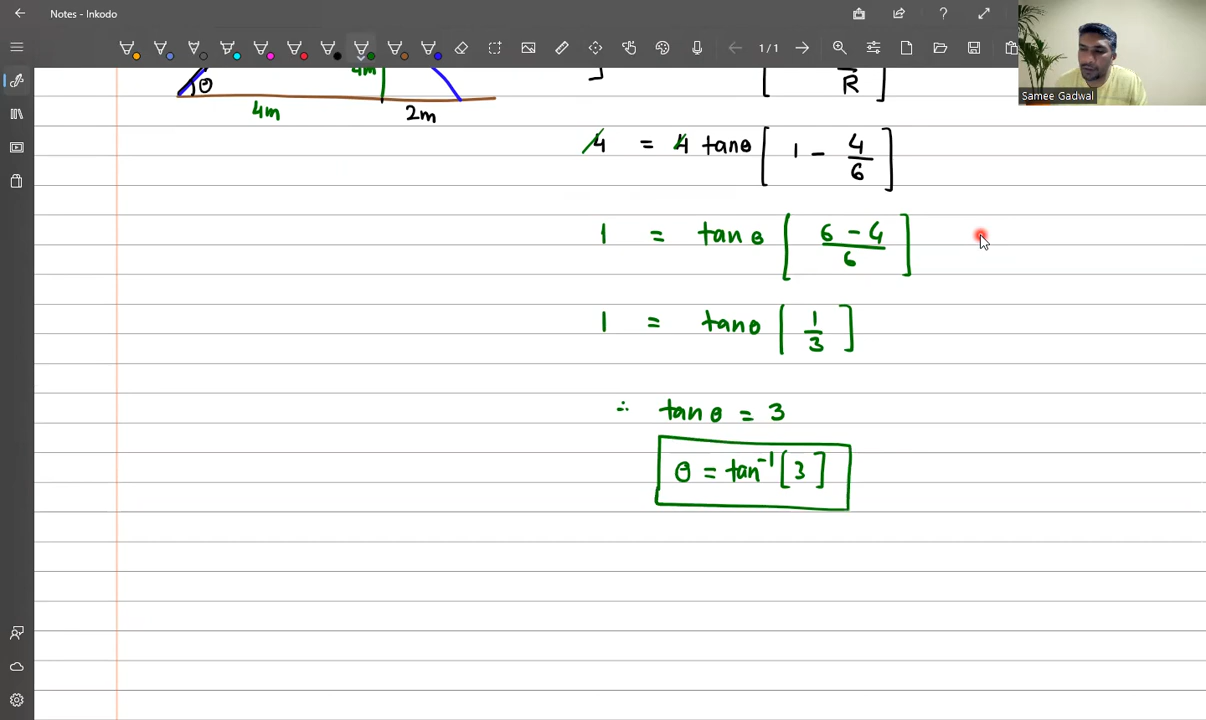 Notes - Inkodo
1/1
Samee Gadwal
4m
θ
4m 2m
y [ R ]
4 = 4 tanθ [ 1 - 4/6 ]
1 = tanθ [ 6 - 4 / 6 ]
1 = tanθ [ 1/3 ]
∴ tanθ = 3
θ = tan⁻¹ [ 3 ]